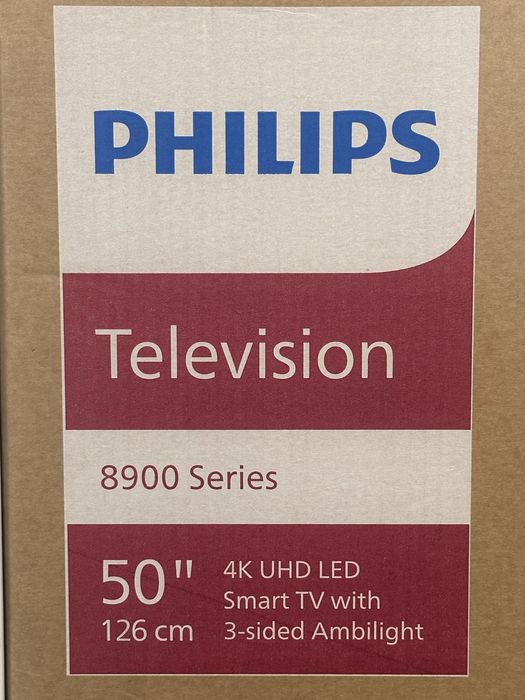 PHILIPS
Television
8900 Series
50"
126 cm
4K UHD LED
Smart TV with
3-sided Ambilight